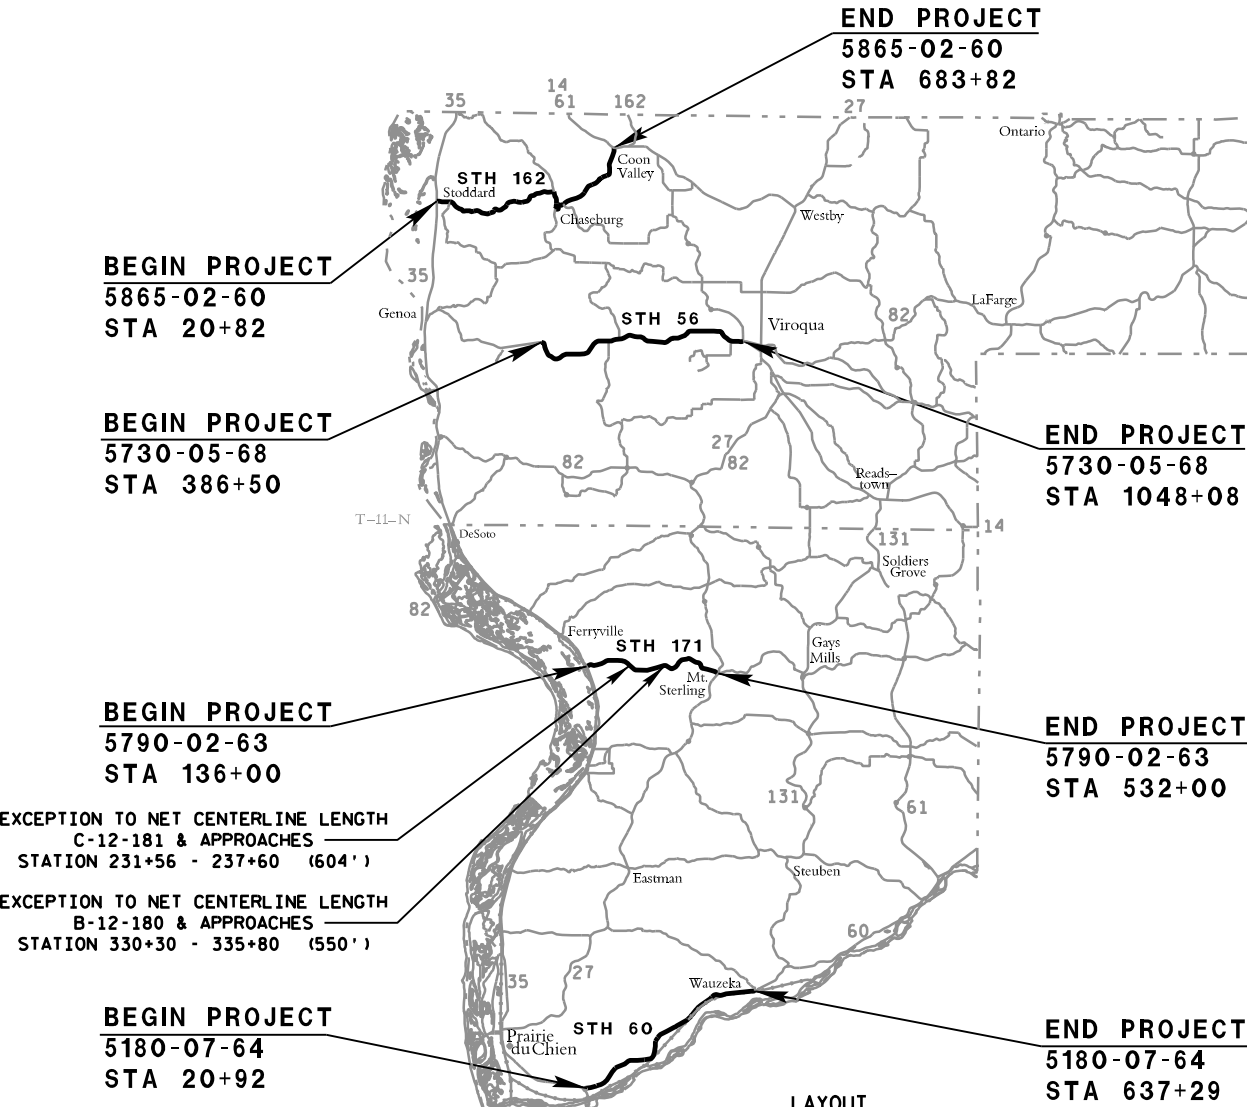 END PROJECT
5865-02-60
STA 683+82
14
35
61
162
27
Ontario
Coon
Valley
STH 162
Stoddard
Westby
Chaseburg
BEGIN PROJECT
5865-02-60
STA 20+82
35
Genoa
LaFarge
82
STH 56
Viroqua
BEGIN PROJECT
5730-05-68
STA 386+50
END PROJECT
5730-05-68
STA 1048+08
27
82
82
Reads-
town
T-11-N
14
DeSoto
131
Soldiers
Grove
82
Ferryville
STH 171
Gays
Mills
Mt.
Sterling
BEGIN PROJECT
5790-02-63
STA 136+00
END PROJECT
5790-02-63
STA 532+00
131
61
EXCEPTION TO NET CENTERLINE LENGTH
C-12-181 & APPROACHES
STATION 231+56 - 237+60 (604')
Eastman
Steuben
EXCEPTION TO NET CENTERLINE LENGTH
B-12-180 & APPROACHES
STATION 330+30 - 335+80 (550')
60
35
27
Wauzeka
BEGIN PROJECT
5180-07-64
STA 20+92
STH 60
Prairie
du Chien
END PROJECT
5180-07-64
STA 637+29
LAYOUT